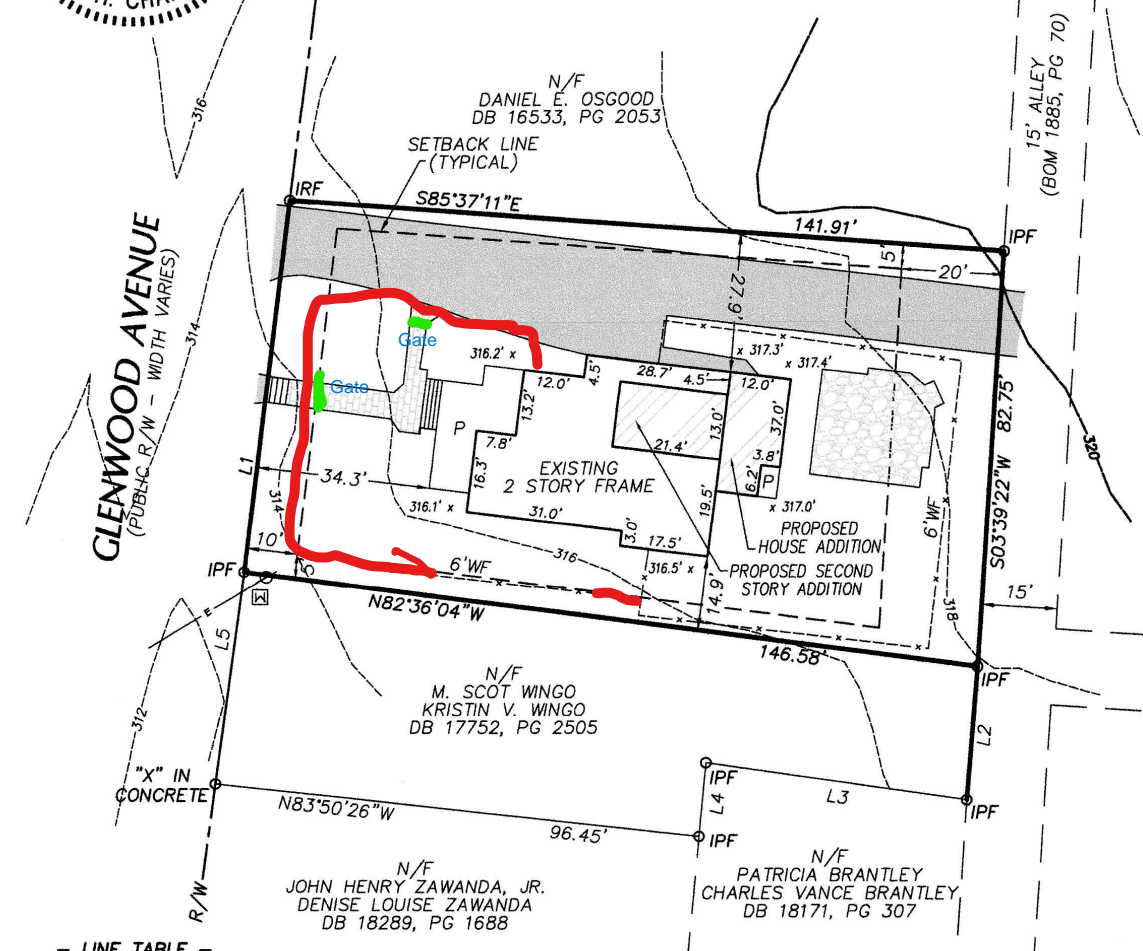 316
N/F
DANIEL E. OSGOOD
DB 16533, PG 2053
15' ALLEY
(BOM 1885, PG 70)
SETBACK LINE
(TYPICAL)
IRF
S85°37'11"E
141.91'
IPF
5'
20'
27.9'
GLENWOOD AVENUE
(PUBLIC R/W - WIDTH VARIES)
314
Gate
Gate
316.2' x
12.0'
4.5'
28.7'
4.5'
12.0'
x 317.3'
x 317.4'
13.2'
13.0'
37.0'
82.75'
320
P
7.8'
21.4'
3.8'
6.2'
P
L1
34.3'
16.3'
EXISTING
2 STORY FRAME
19.5'
x 317.0'
6'WF
S03°39'22"W
314
316.1' x
31.0'
3.0'
17.5'
PROPOSED
HOUSE ADDITION
316
316.5' x
PROPOSED SECOND
STORY ADDITION
10'
5'
6'WF
14.9'
318
15'
IPF
W
E
N82°36'04"W
146.58'
IPF
L5
N/F
M. SCOT WINGO
KRISTIN V. WINGO
DB 17752, PG 2505
312
L2
"X" IN
CONCRETE
IPF
L4
L3
IPF
N83°50'26"W
96.45'
IPF
N/F
JOHN HENRY ZAWANDA, JR.
DENISE LOUISE ZAWANDA
DB 18289, PG 1688
N/F
PATRICIA BRANTLEY
CHARLES VANCE BRANTLEY
DB 18171, PG 307
R/W
- LINE TABLE -